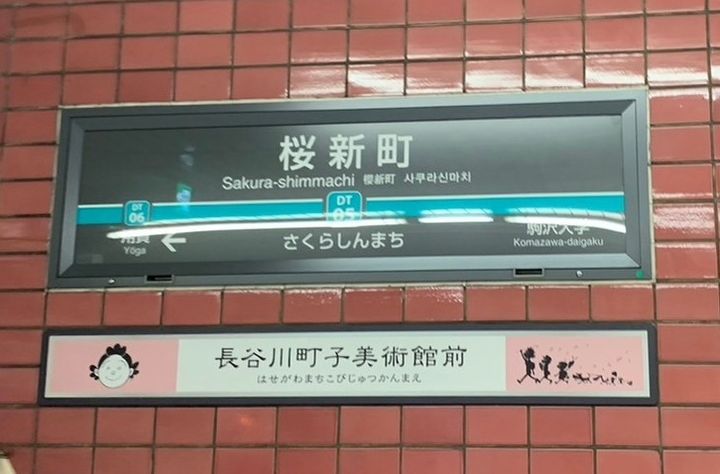 桜新町
Sakura-shimmachi 櫻新町 사쿠라신마치
DT
06
DT
05
用賀 ← さくらしんまち 駒沢大学
Yōga Komazawa-daigaku
長谷川町子美術館前
はせがわまちこびじゅつかんまえ